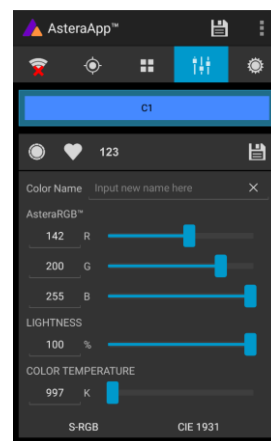 AsteraApp™
C1
123
Color Name Input new name here
AsteraRGB™
142 R
200 G
255 B
LIGHTNESS
100 %
COLOR TEMPERATURE
997 K
S-RGB CIE 1931